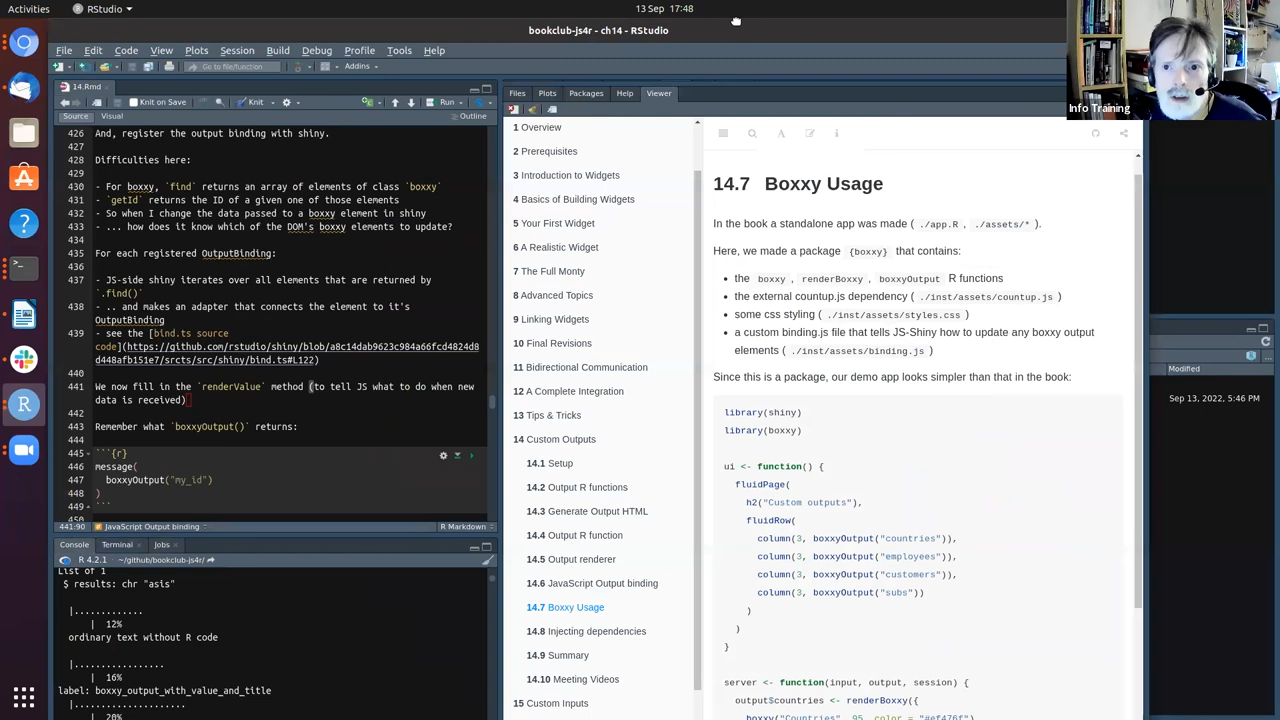 Activities
RStudio
13 Sep 17:48
bookclub-js4r - ch14 - RStudio
Info Training
File Edit Code View Plots Session Build Debug Profile Tools Help
Go to file/function
Addins
14.Rmd
Knit on Save
Knit
Run
Source Visual
Outline
426 And, register the output binding with shiny.
427
428 Difficulties here:
429
430 - For boxxy, `find` returns an array of elements of class `boxxy`
431 - `getId` returns the ID of a given one of those elements
432 - So when I change the data passed to a boxxy element in shiny
433 - ... how does it know which of the DOM's boxxy elements to update?
434
435 For each registered OutputBinding:
436
437 - JS-side shiny iterates over all elements that are returned by
`.find()`
438 - .. and makes an adapter that connects the element to it's
OutputBinding
439 - see the [bind.ts source
code](https://github.com/rstudio/shiny/blob/a8c14dab9623c984a66fcd4824d8
d448afb151e7/srcts/src/shiny/bind.ts#L122)
440
441 We now fill in the `renderValue` method (to tell JS what to do when new
data is received)
442
443 Remember what `boxxyOutput()` returns:
444
445 ```{r}
446 message(
447 boxxyOutput("my_id")
448 )
449 ```
450
441:90 JavaScript Output binding
R Markdown
Console Terminal Jobs
R 4.2.1 · ~/github/bookclub-js4r/
List of 1
$ results: chr "asis"
|.............
| 12%
ordinary text without R code
|.................
| 16%
label: boxxy_output_with_value_and_title
|.....................
| 20%
Files Plots Packages Help Viewer
1 Overview
2 Prerequisites
3 Introduction to Widgets
4 Basics of Building Widgets
5 Your First Widget
6 A Realistic Widget
7 The Full Monty
8 Advanced Topics
9 Linking Widgets
10 Final Revisions
11 Bidirectional Communication
12 A Complete Integration
13 Tips & Tricks
14 Custom Outputs
14.1 Setup
14.2 Output R functions
14.3 Generate Output HTML
14.4 Output R function
14.5 Output renderer
14.6 JavaScript Output binding
14.7 Boxxy Usage
14.8 Injecting dependencies
14.9 Summary
14.10 Meeting Videos
15 Custom Inputs
14.7 Boxxy Usage
In the book a standalone app was made ( ./app.R , ./assets/* ).
Here, we made a package {boxxy} that contains:
• the boxxy , renderBoxxy , boxxyOutput R functions
• the external countup.js dependency ( ./inst/assets/countup.js )
• some css styling ( ./inst/assets/styles.css )
• a custom binding.js file that tells JS-Shiny how to update any boxxy output
elements ( ./inst/assets/binding.js )
Since this is a package, our demo app looks simpler than that in the book:
library(shiny)
library(boxxy)
ui <- function() {
fluidPage(
h2("Custom outputs"),
fluidRow(
column(3, boxxyOutput("countries")),
column(3, boxxyOutput("employees")),
column(3, boxxyOutput("customers")),
column(3, boxxyOutput("subs"))
)
)
}
server <- function(input, output, session) {
output$countries <- renderBoxxy({
boxxy("Countries", 95, color = "#ef476f")
Modified
Sep 13, 2022, 5:46 PM